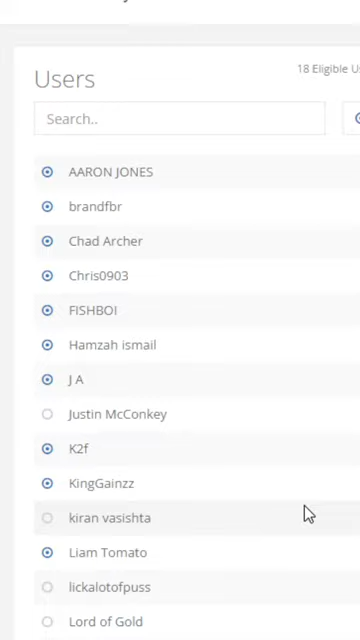 Users
18 Eligible
Search..
AARON JONES
brandfbr
Chad Archer
Chris0903
FISHBOI
Hamzah ismail
J A
Justin McConkey
K2f
KingGainzz
kiran vasishta
Liam Tomato
lickalotofpuss
Lord of Gold